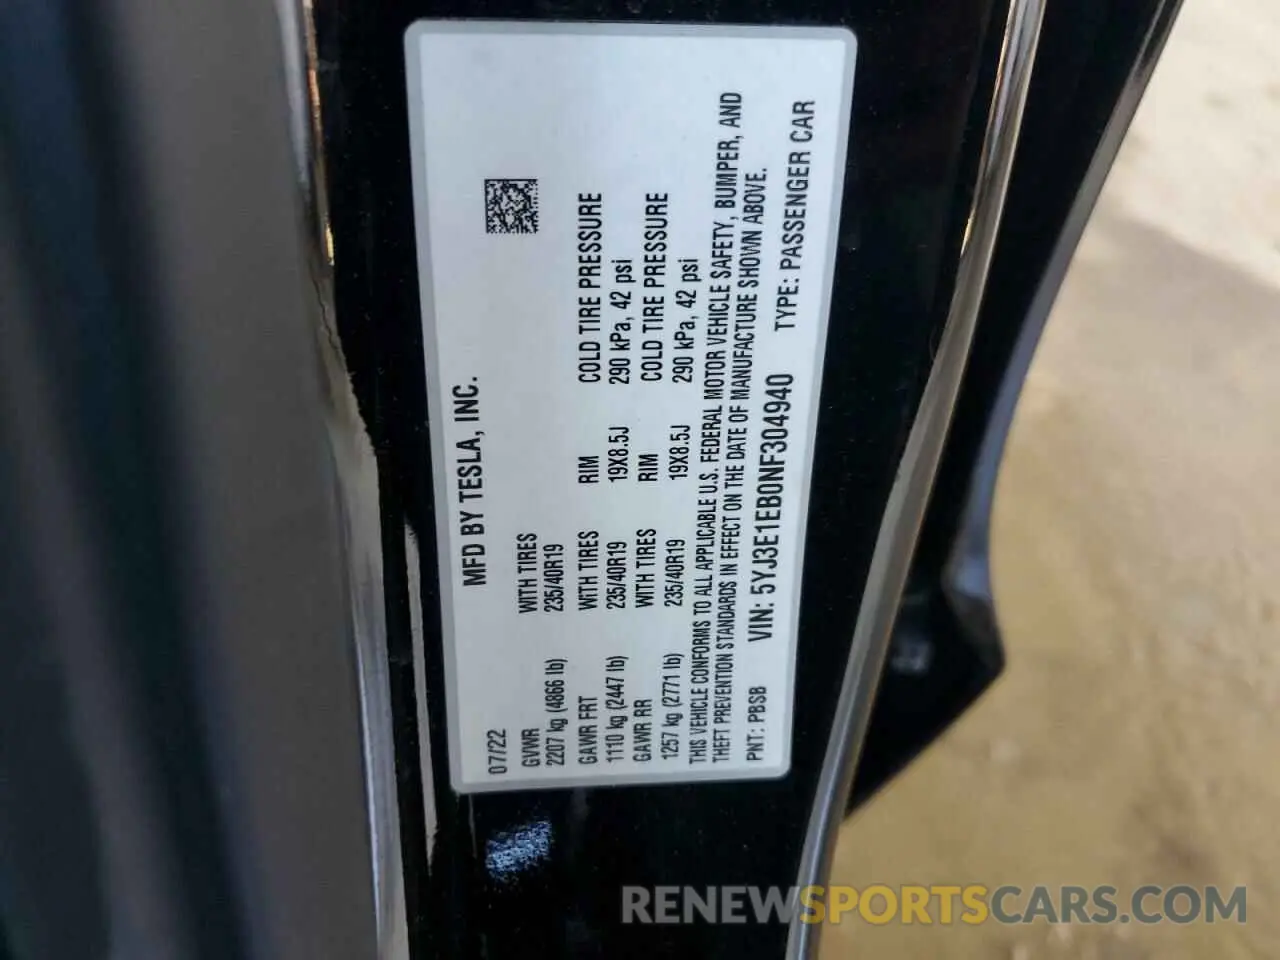 MFD BY TESLA, INC.
07/22
GVWR WITH TIRES
2207 kg (4866 lb) 235/40R19
GAWR FRT WITH TIRES RIM COLD TIRE PRESSURE
1110 kg (2447 lb) 235/40R19 19X8.5J 290 kPa, 42 psi
GAWR RR WITH TIRES RIM COLD TIRE PRESSURE
1257 kg (2771 lb) 235/40R19 19X8.5J 290 kPa, 42 psi
THIS VEHICLE CONFORMS TO ALL APPLICABLE U.S. FEDERAL MOTOR VEHICLE SAFETY, BUMPER, AND
THEFT PREVENTION STANDARDS IN EFFECT ON THE DATE OF MANUFACTURE SHOWN ABOVE.
PNT: PBSB VIN: 5YJ3E1EB0NF304940 TYPE: PASSENGER CAR
RENEWSPORTSCARS.COM